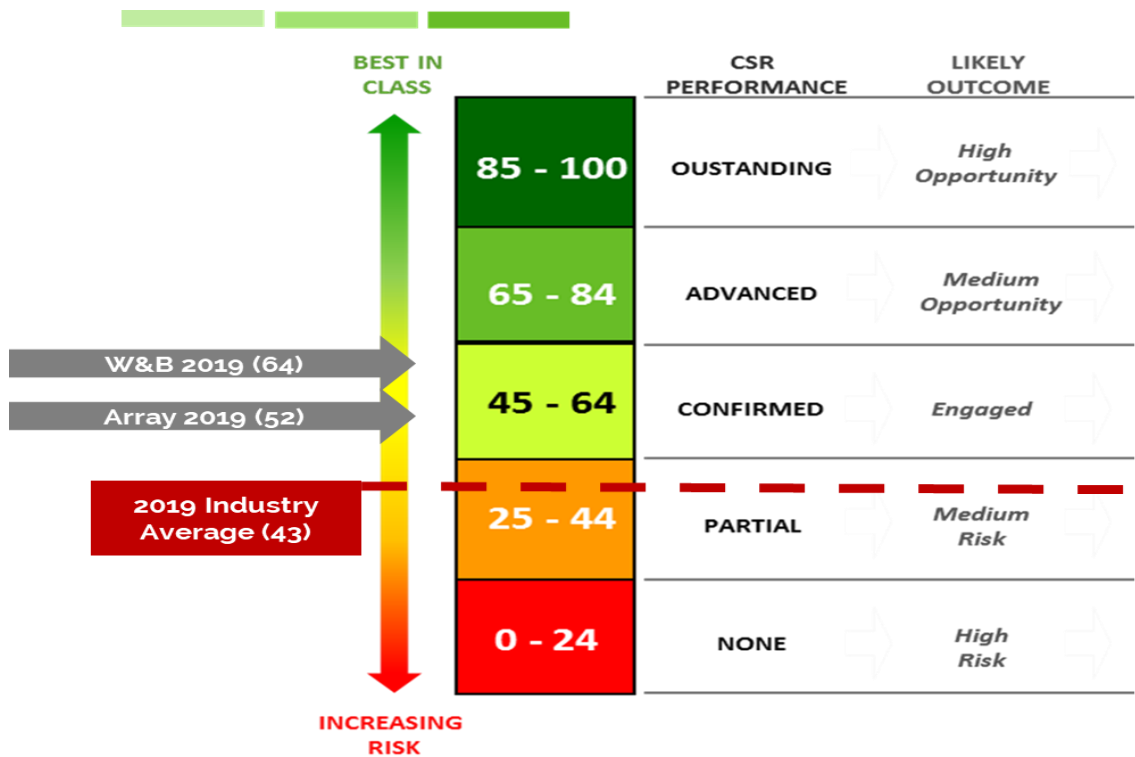 BEST IN
CLASS
CSR
PERFORMANCE
LIKELY
OUTCOME
85 - 100
OUSTANDING
High
Opportunity
65 - 84
ADVANCED
Medium
Opportunity
W&B 2019 (64)
Array 2019 (52)
45 - 64
CONFIRMED
Engaged
2019 Industry
Average (43)
25 - 44
PARTIAL
Medium
Risk
0 - 24
NONE
High
Risk
INCREASING
RISK